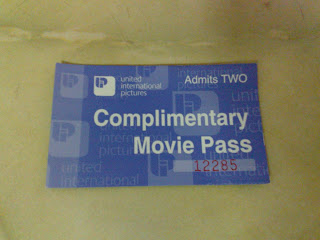 united
international
pictures
Admits TWO
Complimentary
Movie Pass
12285